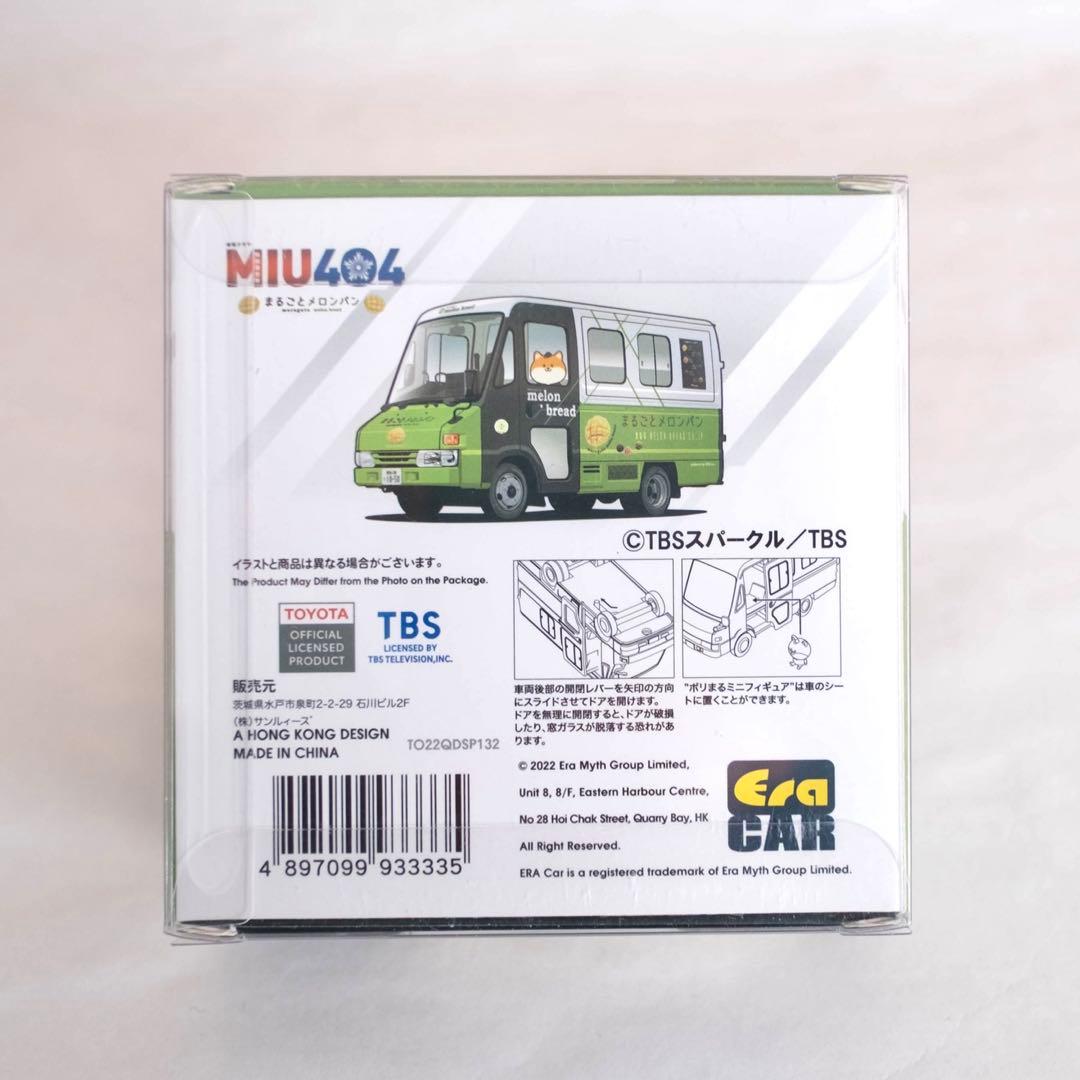 MIU404
まるごとメロンパン
marugoto melon bread
melon
bread
まるごとメロンパン
WWW.MELON-BREAD.CO.JP
©TBSスパークル／TBS
イラストと商品は異なる場合がございます。
The Product May Differ from the Photo on the Package.
TOYOTA
OFFICIAL
LICENSED
PRODUCT
TBS
LICENSED BY
TBS TELEVISION,INC.
販売元
茨城県水戸市泉町2-2-29 石川ビル2F
(株)サンルィーズ
A HONG KONG DESIGN
MADE IN CHINA
TO22QDSP132
4 897099 933335
車両後部の開閉レバーを矢印の方向
にスライドさせてドアを開けます。
ドアを無理に開閉すると、ドアが破損
したり、窓ガラスが脱落する恐れがあ
ります。
"ポリまるミニフィギュア"は車のシー
トに置くことができます。
© 2022 Era Myth Group Limited,
Unit 8, 8/F, Eastern Harbour Centre,
No 28 Hoi Chak Street, Quarry Bay, HK
All Right Reserved.
ERA Car is a registered trademark of Era Myth Group Limited.
Era
CAR